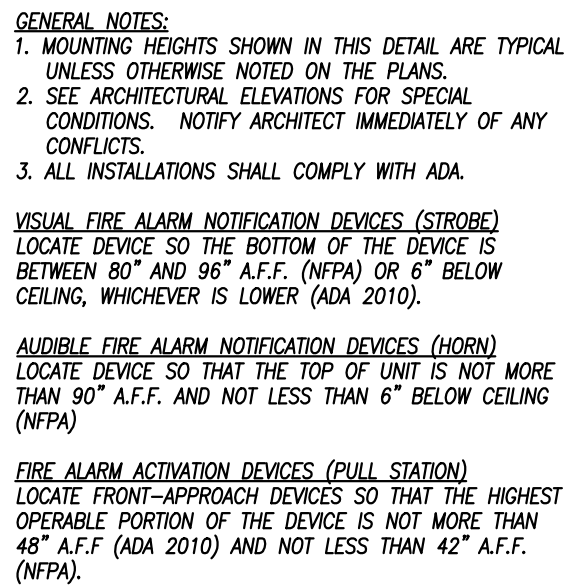 GENERAL NOTES:
1. MOUNTING HEIGHTS SHOWN IN THIS DETAIL ARE TYPICAL
UNLESS OTHERWISE NOTED ON THE PLANS.
2. SEE ARCHITECTURAL ELEVATIONS FOR SPECIAL
CONDITIONS. NOTIFY ARCHITECT IMMEDIATELY OF ANY
CONFLICTS.
3. ALL INSTALLATIONS SHALL COMPLY WITH ADA.
VISUAL FIRE ALARM NOTIFICATION DEVICES (STROBE)
LOCATE DEVICE SO THE BOTTOM OF THE DEVICE IS
BETWEEN 80" AND 96" A.F.F. (NFPA) OR 6" BELOW
CEILING, WHICHEVER IS LOWER (ADA 2010).
AUDIBLE FIRE ALARM NOTIFICATION DEVICES (HORN)
LOCATE DEVICE SO THAT THE TOP OF UNIT IS NOT MORE
THAN 90" A.F.F. AND NOT LESS THAN 6" BELOW CEILING
(NFPA)
FIRE ALARM ACTIVATION DEVICES (PULL STATION)
LOCATE FRONT-APPROACH DEVICES SO THAT THE HIGHEST
OPERABLE PORTION OF THE DEVICE IS NOT MORE THAN
48" A.F.F (ADA 2010) AND NOT LESS THAN 42" A.F.F.
(NFPA).